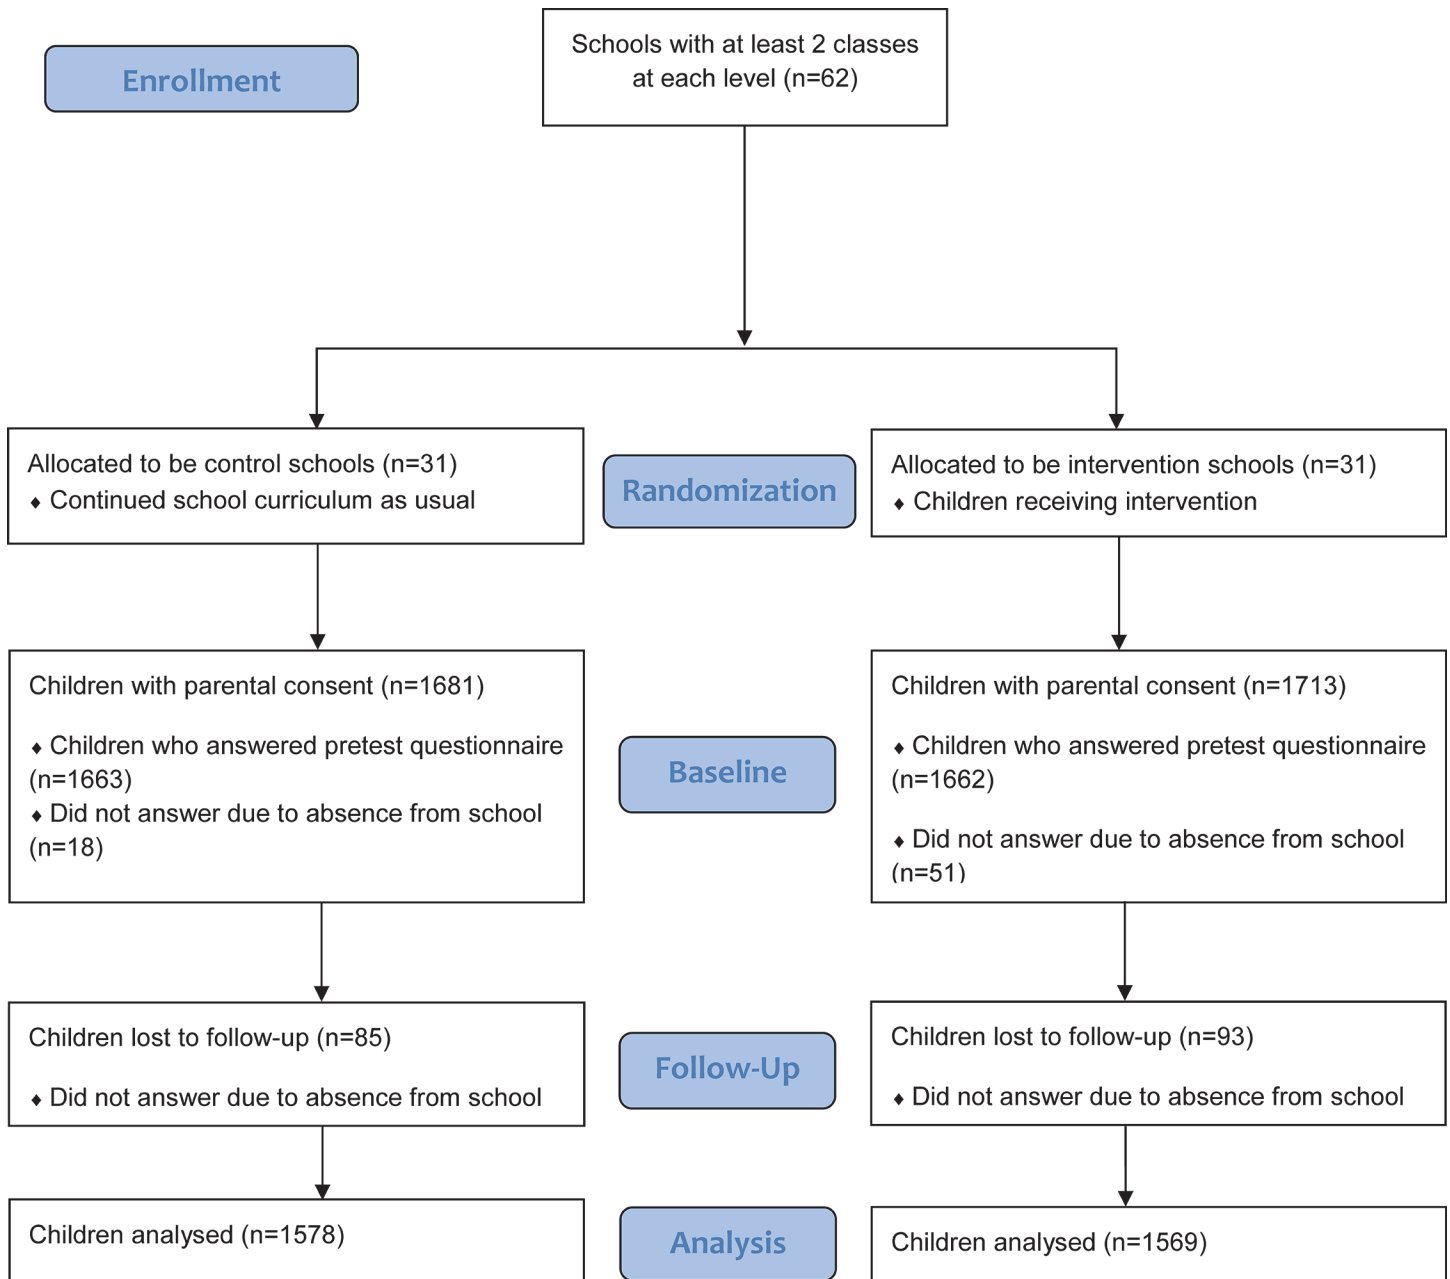 Enrollment
Schools with at least 2 classes
at each level (n=62)
Allocated to be control schools (n=31)
♦ Continued school curriculum as usual
Randomization
Allocated to be intervention schools (n=31)
♦ Children receiving intervention
Children with parental consent (n=1681)
♦ Children who answered pretest questionnaire
(n=1663)
♦ Did not answer due to absence from school
(n=18)
Baseline
Children with parental consent (n=1713)
♦ Children who answered pretest questionnaire
(n=1662)
♦ Did not answer due to absence from school
(n=51)
Children lost to follow-up (n=85)
♦ Did not answer due to absence from school
Follow-Up
Children lost to follow-up (n=93)
♦ Did not answer due to absence from school
Children analysed (n=1578)
Analysis
Children analysed (n=1569)